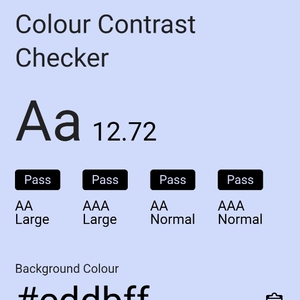 Colour Contrast
Checker
Aa 12.72
Pass Pass Pass Pass
AA AAA AA AAA
Large Large Normal Normal
Background Colour